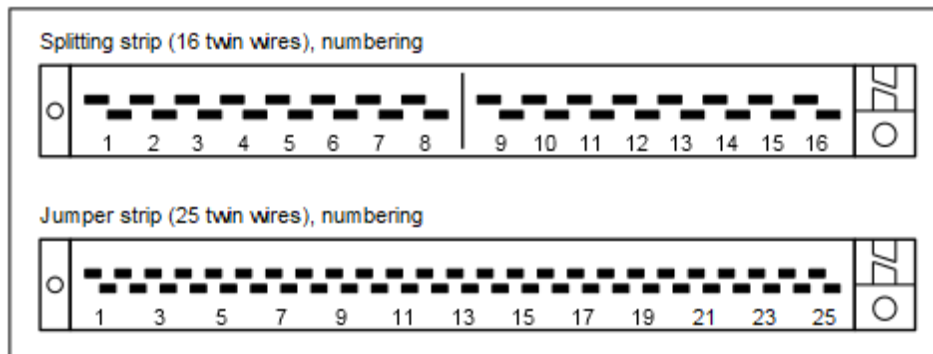 Splitting strip (16 twin wires), numbering
1 2 3 4 5 6 7 8 9 10 11 12 13 14 15 16
Jumper strip (25 twin wires), numbering
1 3 5 7 9 11 13 15 17 19 21 23 25